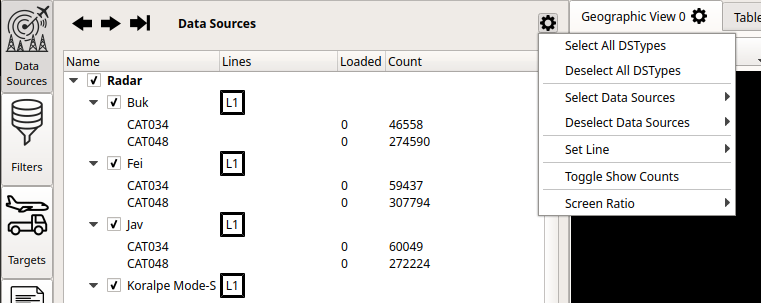 Data Sources
Geographic View 0
Table
Select All DSTypes
Deselect All DSTypes
Select Data Sources
Deselect Data Sources
Set Line
Toggle Show Counts
Screen Ratio
Data
Sources
Filters
Targets
Name Lines Loaded Count
Radar
Buk L1
CAT034 0 46558
CAT048 0 274590
Fei L1
CAT034 0 59437
CAT048 0 307794
Jav L1
CAT034 0 60049
CAT048 0 272224
Koralpe Mode-S L1